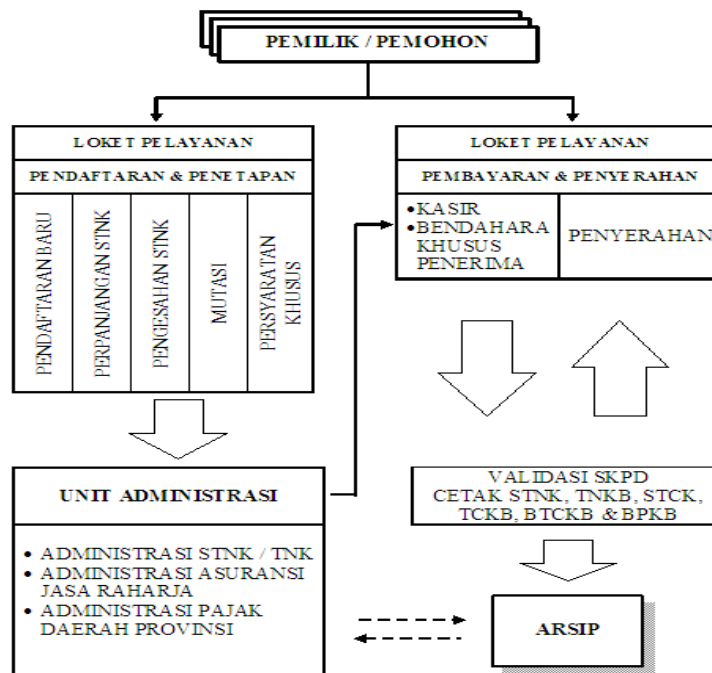 PEMILIK / PEMOHON
LOKET PELAYANAN
PENDAFTARAN & PENETAPAN
PENDAFTARAN BARU
PERPANJANGAN STNK
PENGESAHAN STNK
MUTASI
PERSYARATAN
KHUSUS
LOKET PELAYANAN
PEMBAYARAN & PENYERAHAN
•KASIR
•BENDAHARA
KHUSUS
PENERIMA
PENYERAHAN
UNIT ADMINISTRASI
• ADMINISTRASI STNK / TNK
• ADMINISTRASI ASURANSI
JASA RAHARJA
• ADMINISTRASI PAJAK
DAERAH PROVINSI
VALIDASI SKPD
CETAK STNK, TNKB, STCK,
TCKB, BTCKB & BPKB
ARSIP